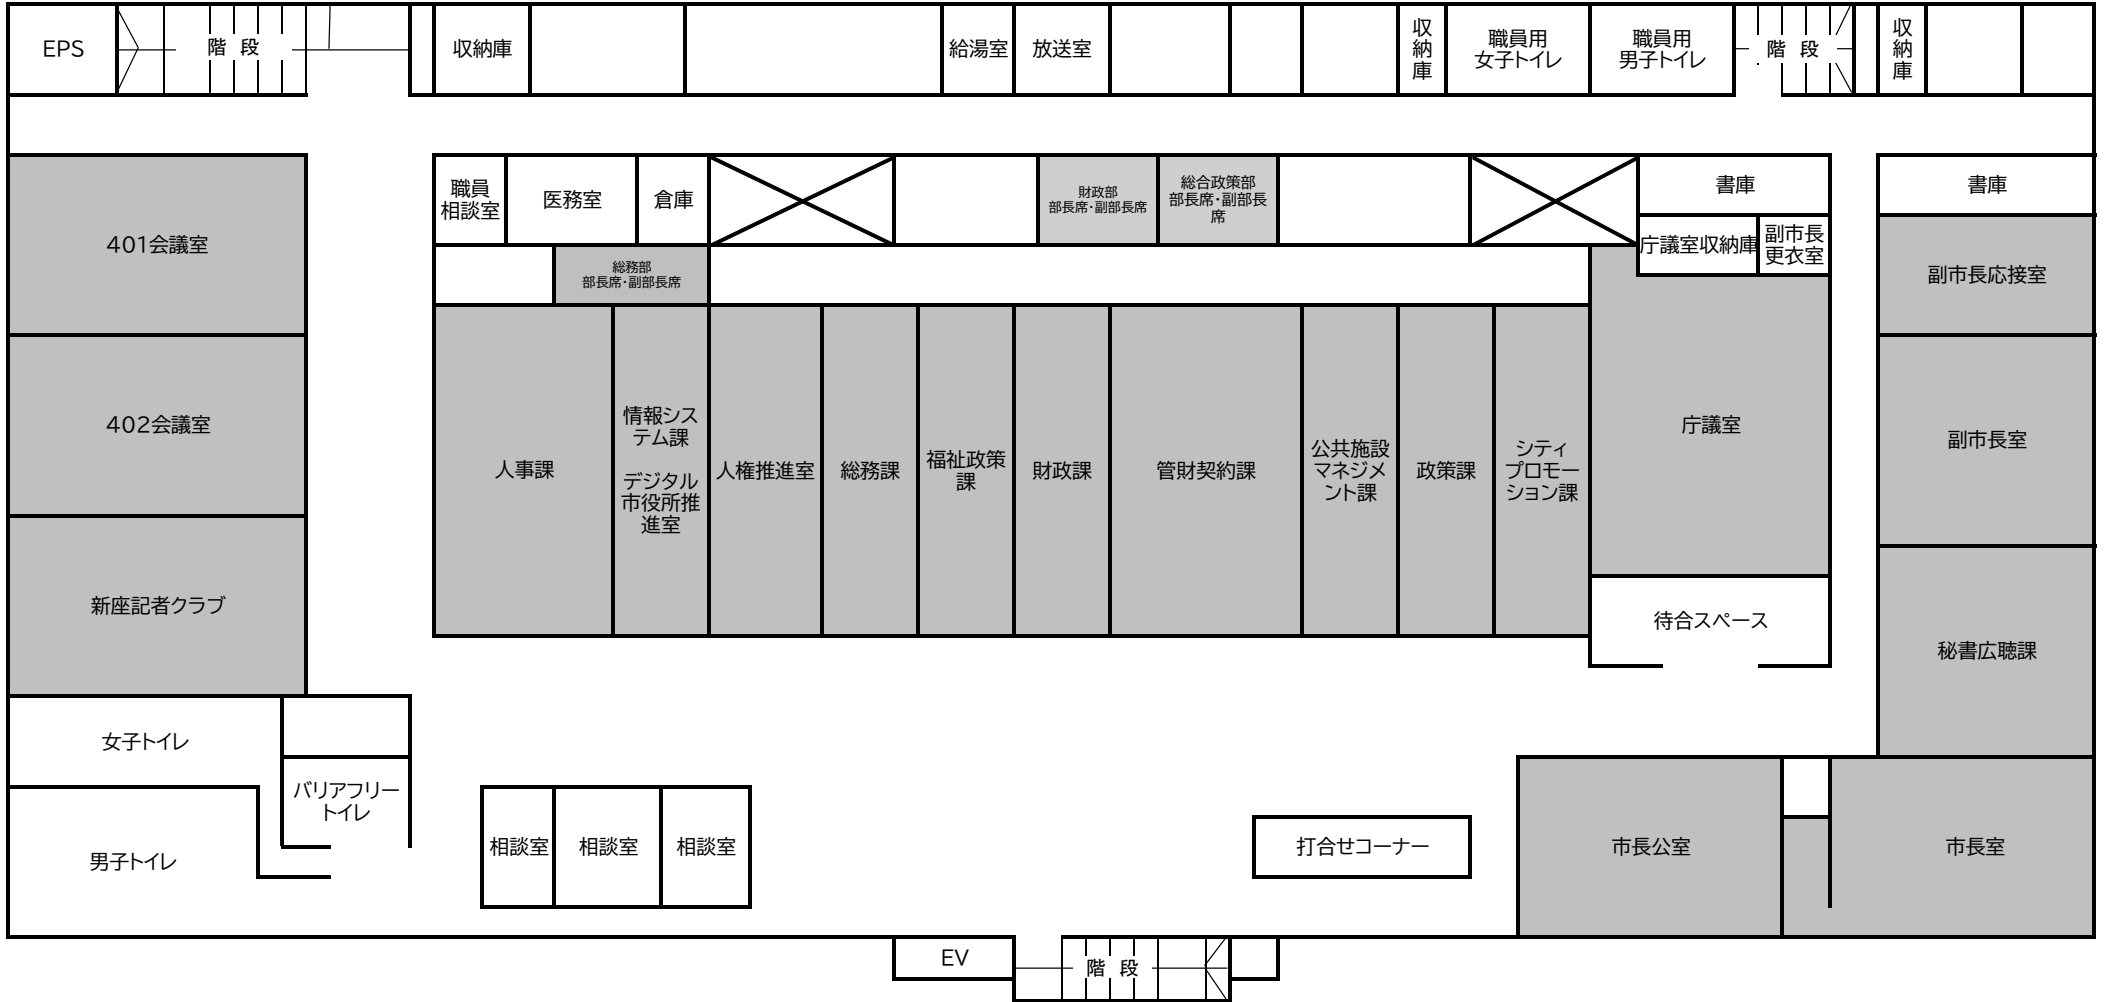 EPS
階 段
収納庫
給湯室
放送室
収
納
庫
職員用
女子トイレ
職員用
男子トイレ
階 段
収
納
庫
職員
相談室
医務室
倉庫
財政部
部長席・副部長席
総合政策部
部長席・副部長
席
書庫
書庫
庁議室収納庫
副市長
更衣室
401会議室
総務部
部長席・副部長席
副市長応接室
402会議室
人事課
情報シス
テム課
デジタル
市役所推
進室
人権推進室
総務課
福祉政策
課
財政課
管財契約課
公共施設
マネジメ
ント課
政策課
シティ
プロモー
ション課
庁議室
副市長室
新座記者クラブ
待合スペース
秘書広聴課
女子トイレ
バリアフリー
トイレ
男子トイレ
相談室
相談室
相談室
打合せコーナー
市長公室
市長室
EV
階 段